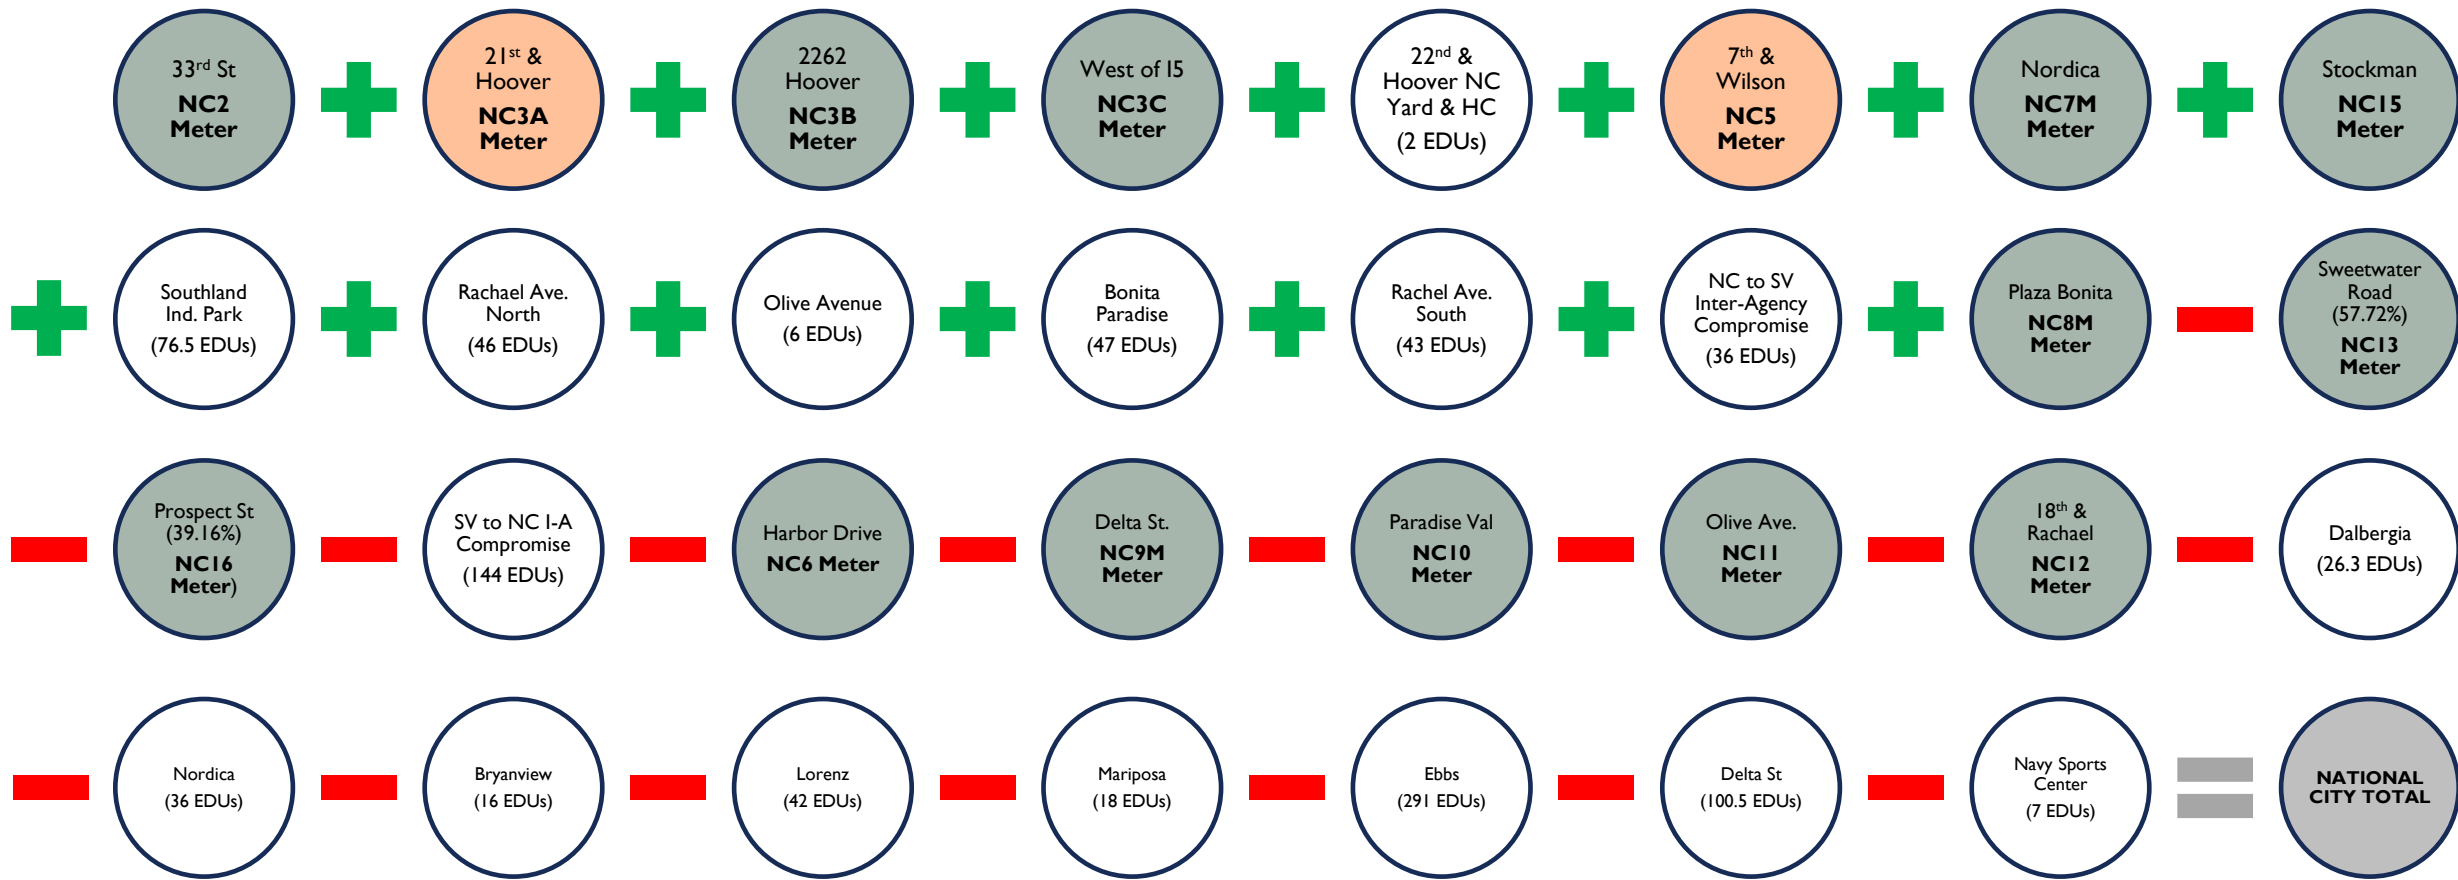 33rd St
NC2
Meter
21st &
Hoover
NC3A
Meter
2262
Hoover
NC3B
Meter
West of I5
NC3C
Meter
22nd &
Hoover NC
Yard & HC
(2 EDUs)
7th &
Wilson
NC5
Meter
Nordica
NC7M
Meter
Stockman
NC15
Meter
Southland
Ind. Park
(76.5 EDUs)
Rachael Ave.
North
(46 EDUs)
Olive Avenue
(6 EDUs)
Bonita
Paradise
(47 EDUs)
Rachel Ave.
South
(43 EDUs)
NC to SV
Inter-Agency
Compromise
(36 EDUs)
Plaza Bonita
NC8M
Meter
Sweetwater
Road
(57.72%)
NC13
Meter
Prospect St
(39.16%)
NC16
Meter)
SV to NC I-A
Compromise
(144 EDUs)
Harbor Drive
NC6 Meter
Delta St.
NC9M
Meter
Paradise Val
NC10
Meter
Olive Ave.
NC11
Meter
18th &
Rachael
NC12
Meter
Dalbergia
(26.3 EDUs)
Nordica
(36 EDUs)
Bryanview
(16 EDUs)
Lorenz
(42 EDUs)
Mariposa
(18 EDUs)
Ebbs
(291 EDUs)
Delta St
(100.5 EDUs)
Navy Sports
Center
(7 EDUs)
NATIONAL
CITY TOTAL